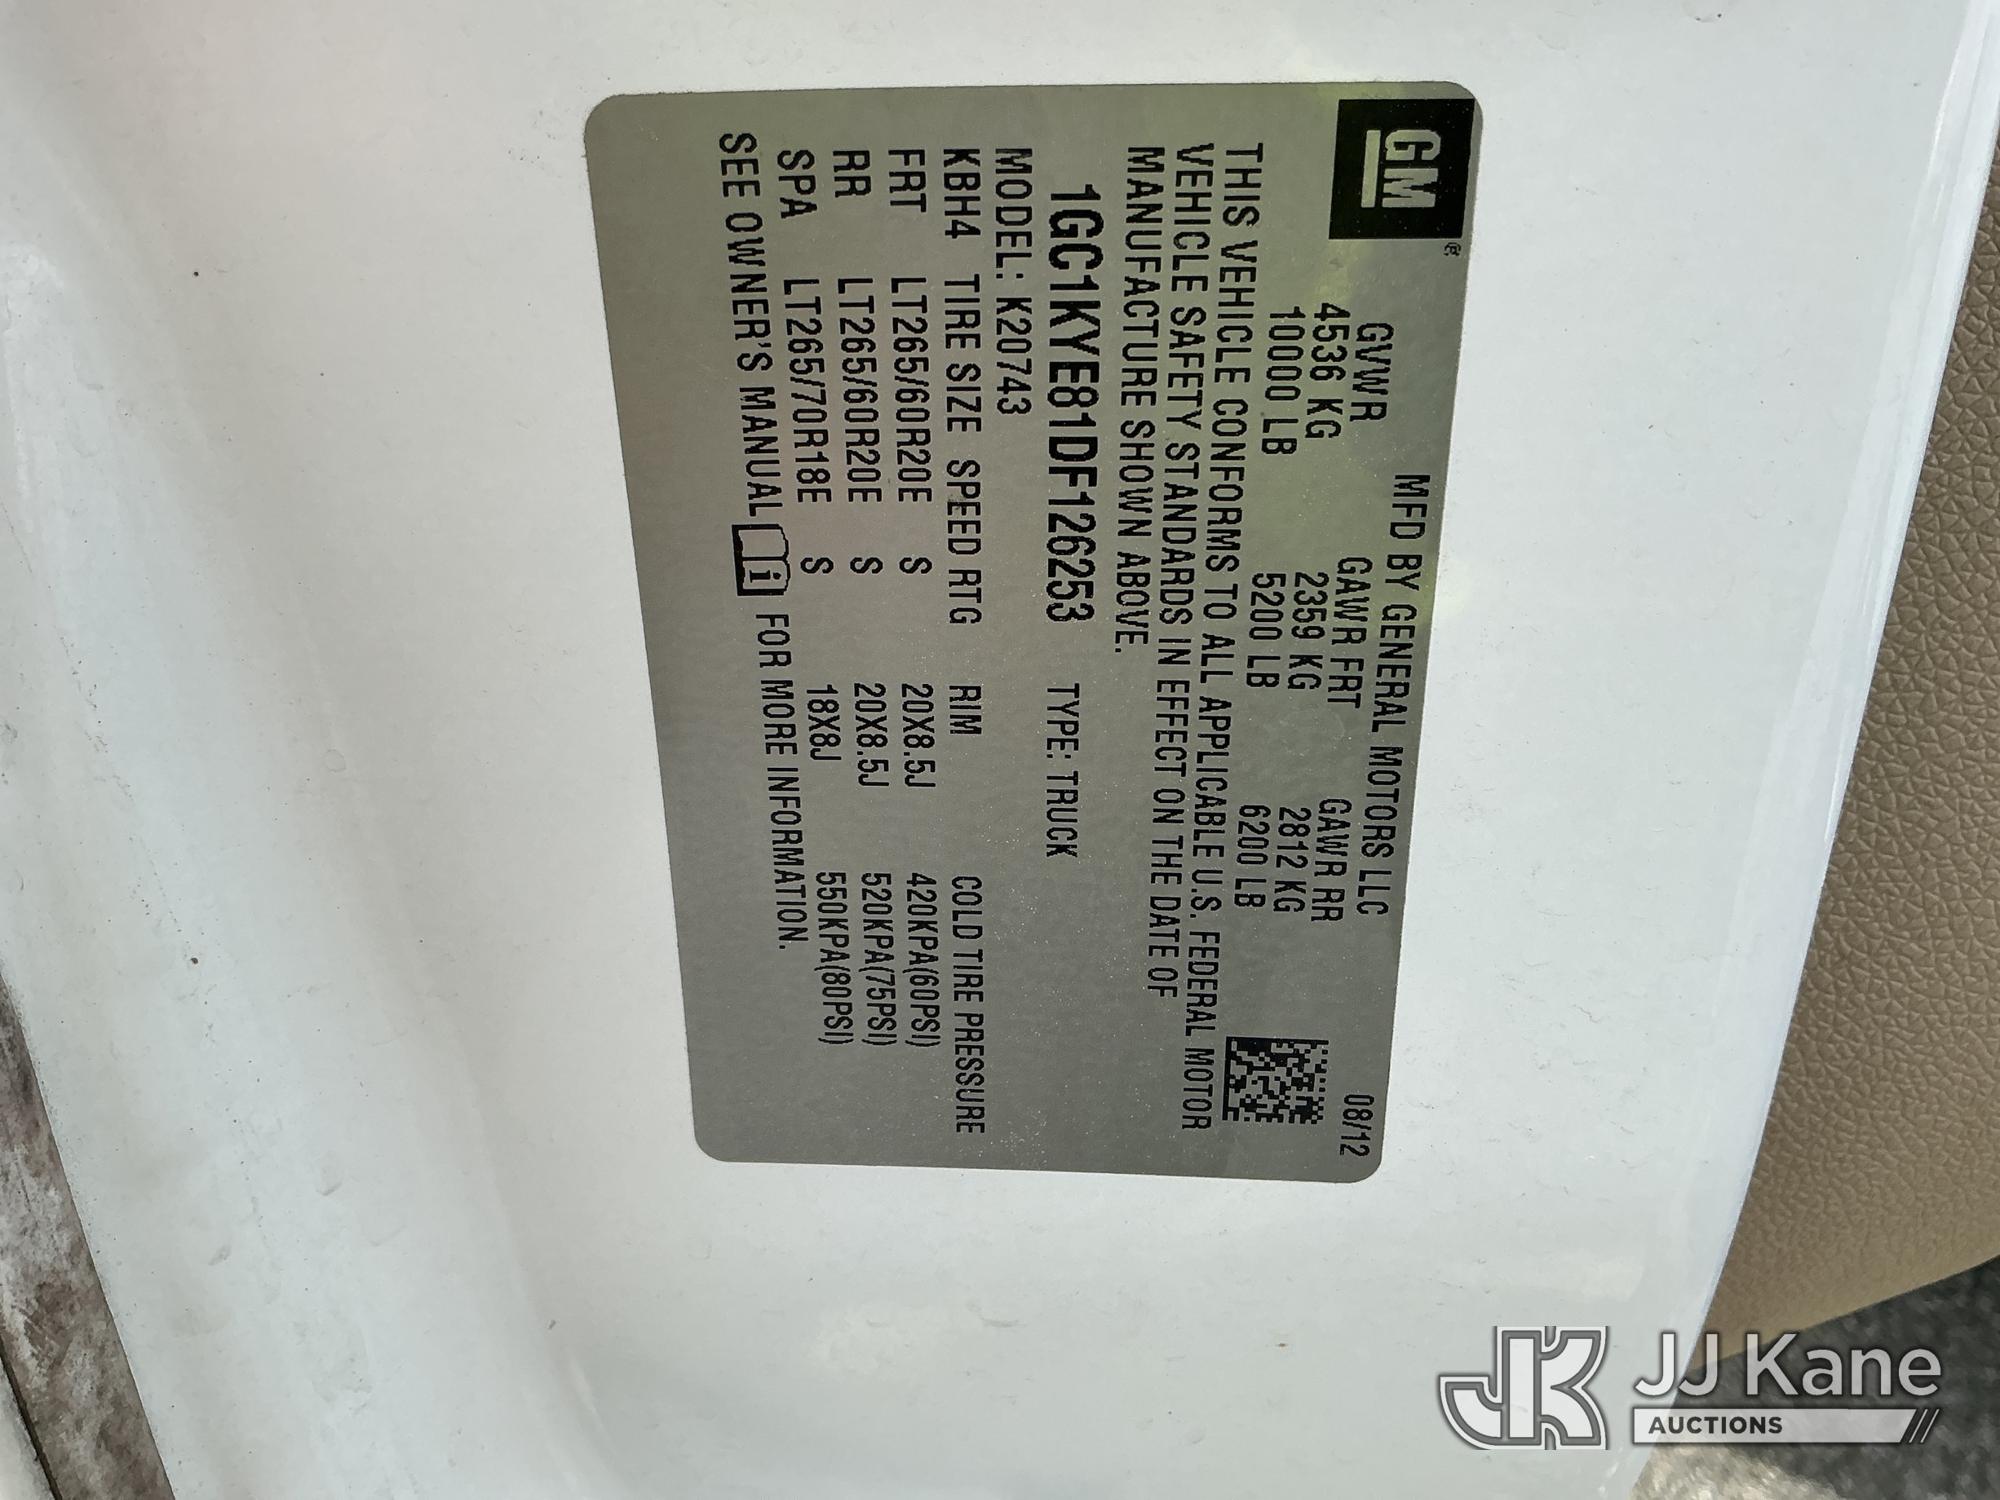 GM®
MFD BY GENERAL MOTORS LLC 08/12
GVWR GAWR FRT GAWR RR
4536 KG 2359 KG 2812 KG
10000 LB 5200 LB 6200 LB
THIS VEHICLE CONFORMS TO ALL APPLICABLE U.S. FEDERAL MOTOR
VEHICLE SAFETY STANDARDS IN EFFECT ON THE DATE OF
MANUFACTURE SHOWN ABOVE.
1GC1KYE81DF126253 TYPE: TRUCK
MODEL: K20743
KBH4 TIRE SIZE SPEED RTG RIM COLD TIRE PRESSURE
FRT LT265/60R20E S 20X8.5J 420KPA(60PSI)
RR LT265/60R20E S 20X8.5J 520KPA(75PSI)
SPA LT265/70R18E S 18X8J 550KPA(80PSI)
SEE OWNER'S MANUAL i FOR MORE INFORMATION.
JK JJ Kane
AUCTIONS